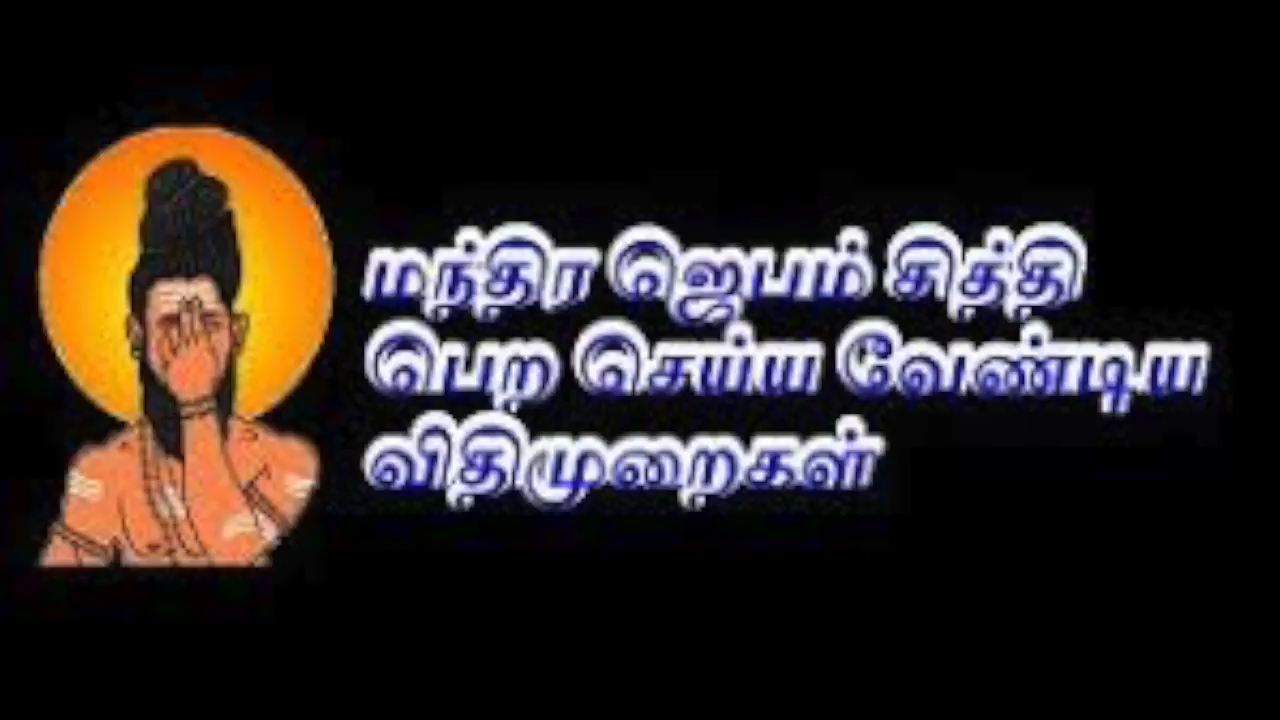 மந்திர ஜெபம் சித்தி
பெற செய்ய வேண்டிய
விதிமுறைகள்